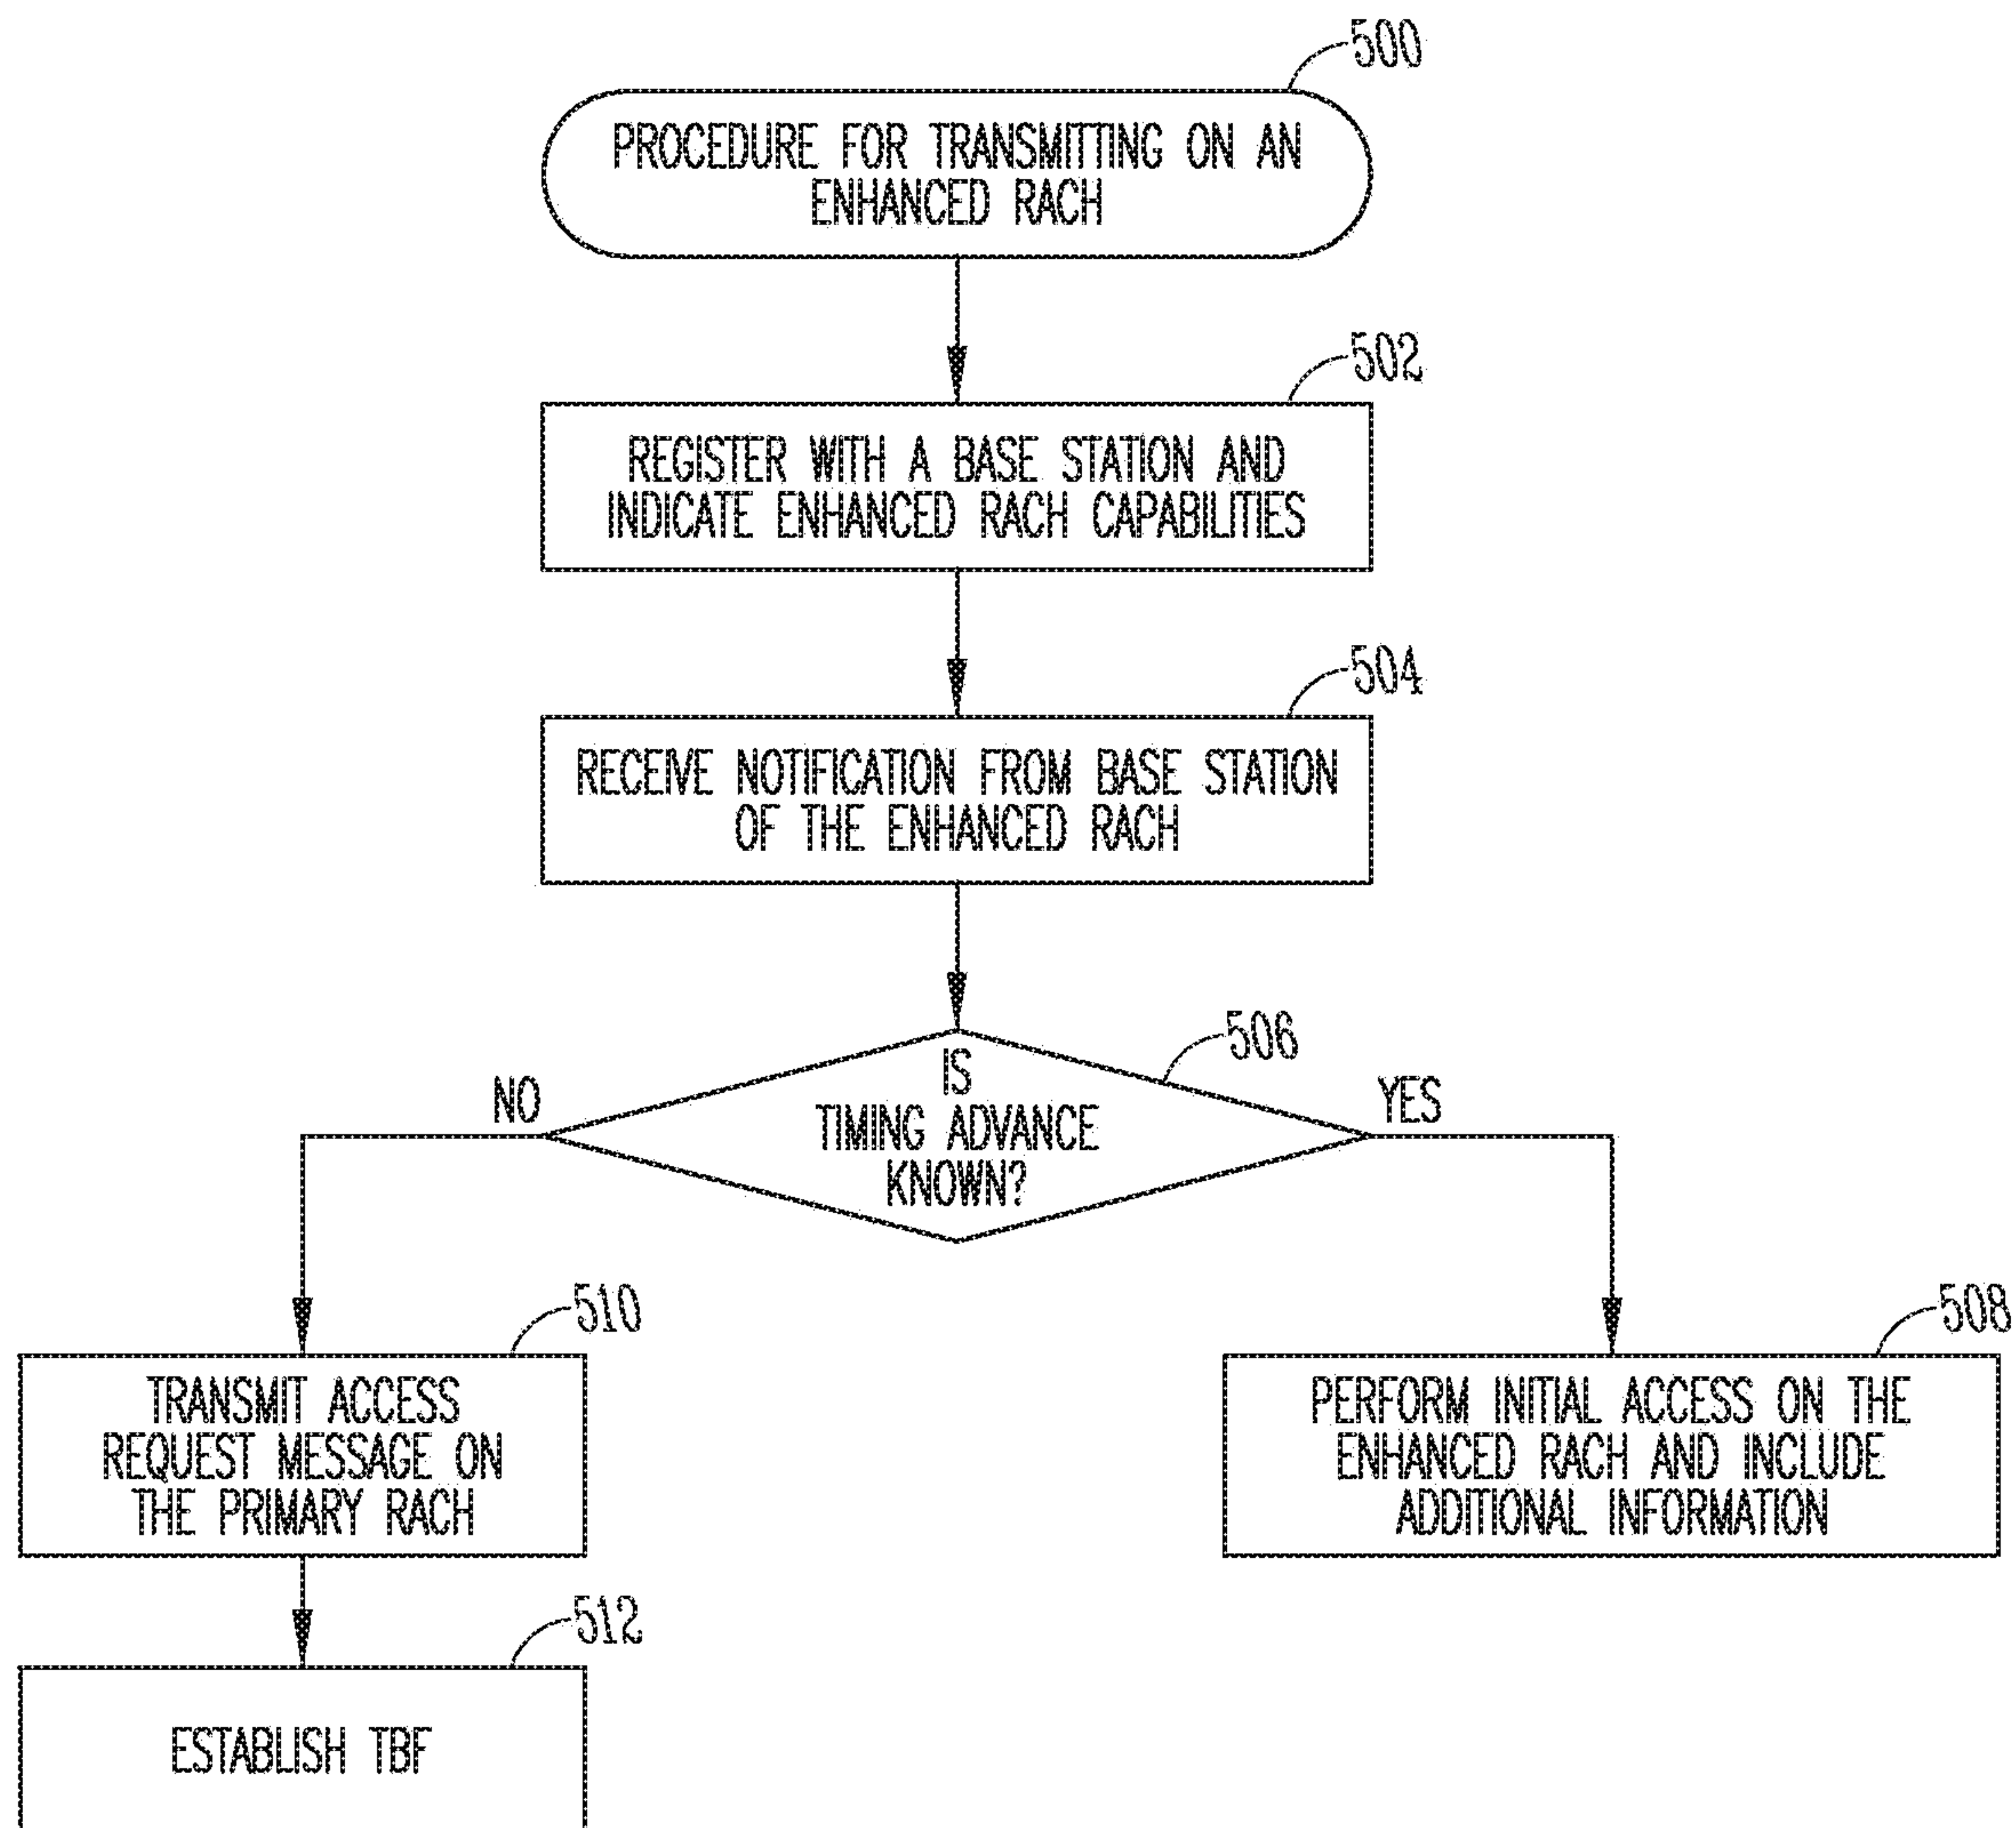 500
PROCEDURE FOR TRANSMITTING ON AN
ENHANCED RACH
502
REGISTER WITH A BASE STATION AND
INDICATE ENHANCED RACH CAPABILITIES
504
RECEIVE NOTIFICATION FROM BASE STATION
OF THE ENHANCED RACH
506
IS
TIMING ADVANCE
KNOWN?
NO
YES
510
TRANSMIT ACCESS
REQUEST MESSAGE ON
THE PRIMARY RACH
508
PERFORM INITIAL ACCESS ON THE
ENHANCED RACH AND INCLUDE
ADDITIONAL INFORMATION
512
ESTABLISH TBF